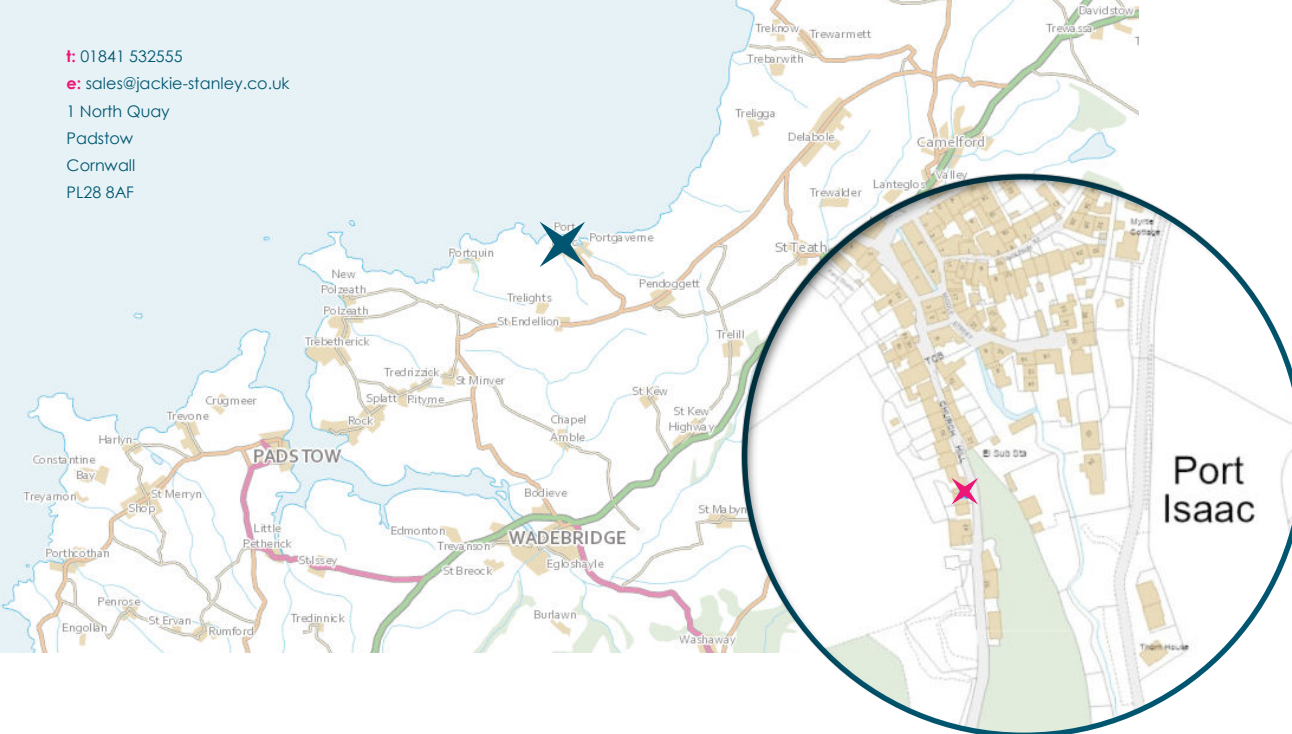 t: 01841 532555
e: sales@jackie-stanley.co.uk
1 North Quay
Padstow
Cornwall
PL28 8AF
Davidstow
Treknow
Trewarmett
Trewassa
Trebarwith
Treligga
Delabole
Camelford
Valley
Lanteglos
Trewalder
Port
Portgaverne
St Teath
Portquin
New
Polzeath
Polzeath
Pendoggett
Trelights
St Endellion
Trelill
Trebetherick
Tredrizzick
St Minver
Splatt
Pityme
Rock
St Kew
St Kew
Highway
Chapel
Amble
Crugmeer
Trevone
Harlyn
PADSTOW
Constantine
Bay
Treyarnon
St Merryn
Shop
Bodieve
St Mabyn
Little
Petherick
Edmonton
WADEBRIDGE
Trevanson
Egloshayle
Porthcothan
St Issey
St Breock
Penrose
St Ervan
Engollan
Rumford
Tredinnick
Burlawn
Washaway
Myrtle
Cottage
CHURCH HILL
El Sub Sta
Port
Isaac
Thorn House